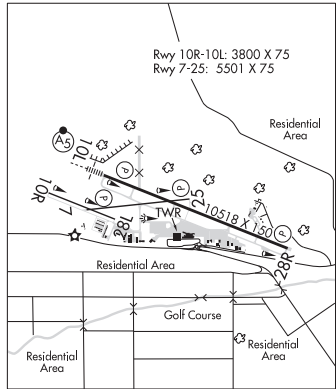 Rwy 10R-10L: 3800 X 75
Rwy 7-25: 5501 X 75
Residential
Area
A5
10L
P
10R
P
P
7
25
28L
TWR
10518 X 150
P
28R
Residential Area
Golf Course
Residential
Area
Residential
Area